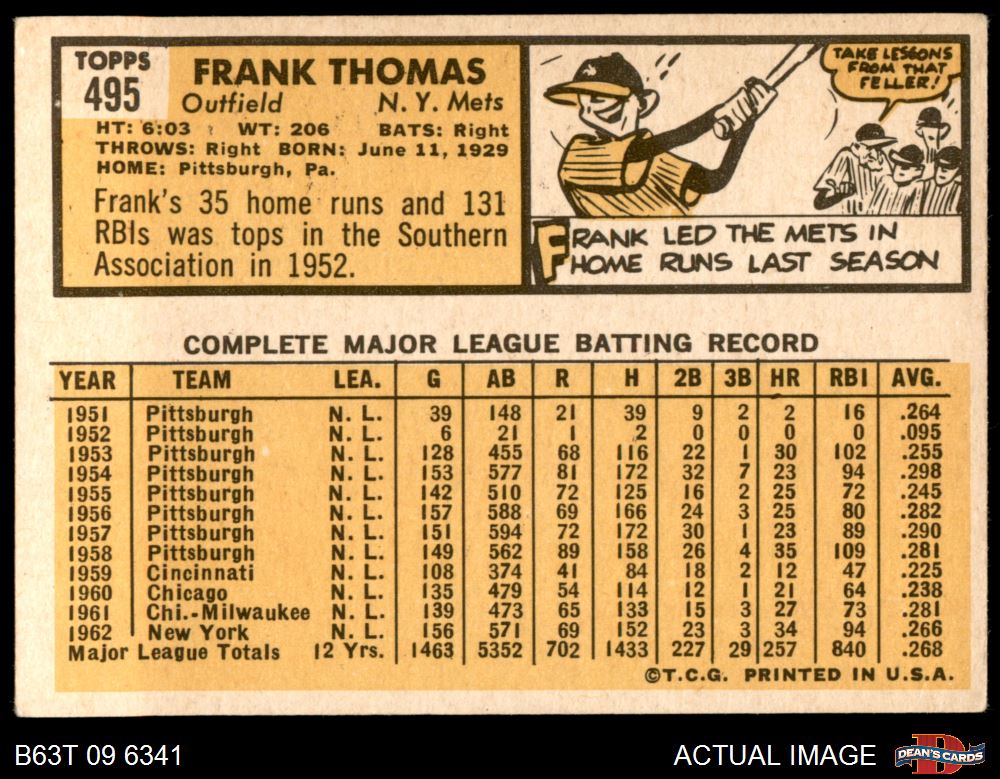 TOPPS
495
FRANK THOMAS
Outfield N. Y. Mets
HT: 6:03 WT: 206 BATS: Right
THROWS: Right BORN: June 11, 1929
HOME: Pittsburgh, Pa.
Frank's 35 home runs and 131
RBIs was tops in the Southern
Association in 1952.
TAKE LESSONS
FROM THAT
FELLER!
FRANK LED THE METS IN
HOME RUNS LAST SEASON
COMPLETE MAJOR LEAGUE BATTING RECORD
YEAR TEAM LEA. G AB R H 2B 3B HR RBI AVG.
1951 Pittsburgh N. L. 39 148 21 39 9 2 2 16 .264
1952 Pittsburgh N. L. 6 21 1 2 0 0 0 0 .095
1953 Pittsburgh N. L. 128 455 68 116 22 1 30 102 .255
1954 Pittsburgh N. L. 153 577 81 172 32 7 23 94 .298
1955 Pittsburgh N. L. 142 510 72 125 16 2 25 72 .245
1956 Pittsburgh N. L. 157 588 69 166 24 3 25 80 .282
1957 Pittsburgh N. L. 151 594 72 172 30 1 23 89 .290
1958 Pittsburgh N. L. 149 562 89 158 26 4 35 109 .281
1959 Cincinnati N. L. 108 374 41 84 18 2 12 47 .225
1960 Chicago N. L. 135 479 54 114 12 1 21 64 .238
1961 Chi.-Milwaukee N. L. 139 473 65 133 15 3 27 73 .281
1962 New York N. L. 156 571 69 152 23 3 34 94 .266
Major League Totals 12 Yrs. 1463 5352 702 1433 227 29 257 840 .268
©T.C.G. PRINTED IN U.S.A.
B63T 09 6341 ACTUAL IMAGE
DEAN'S CARDS